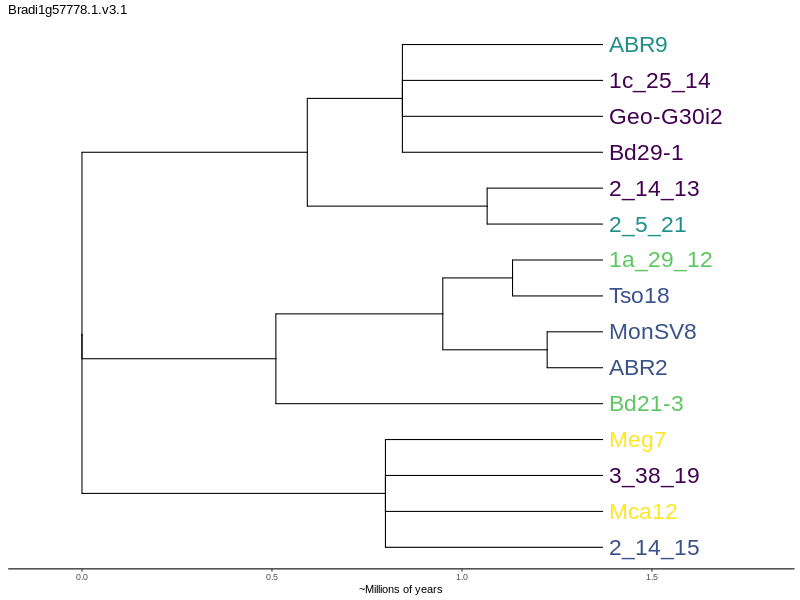 Bradi1g57778.1.v3.1
ABR9
1c_25_14
Geo-G30i2
Bd29-1
2_14_13
2_5_21
1a_29_12
Tso18
MonSV8
ABR2
Bd21-3
Meg7
3_38_19
Mca12
2_14_15
0.0 0.5 1.0 1.5
~Millions of years